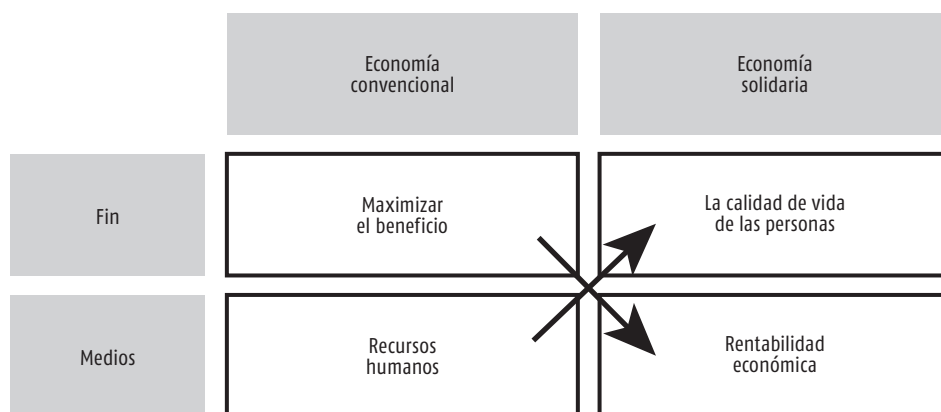 Economía
convencional
Economía
solidaria
Fin
Maximizar
el beneficio
La calidad de vida
de las personas
Medios
Recursos
humanos
Rentabilidad
económica